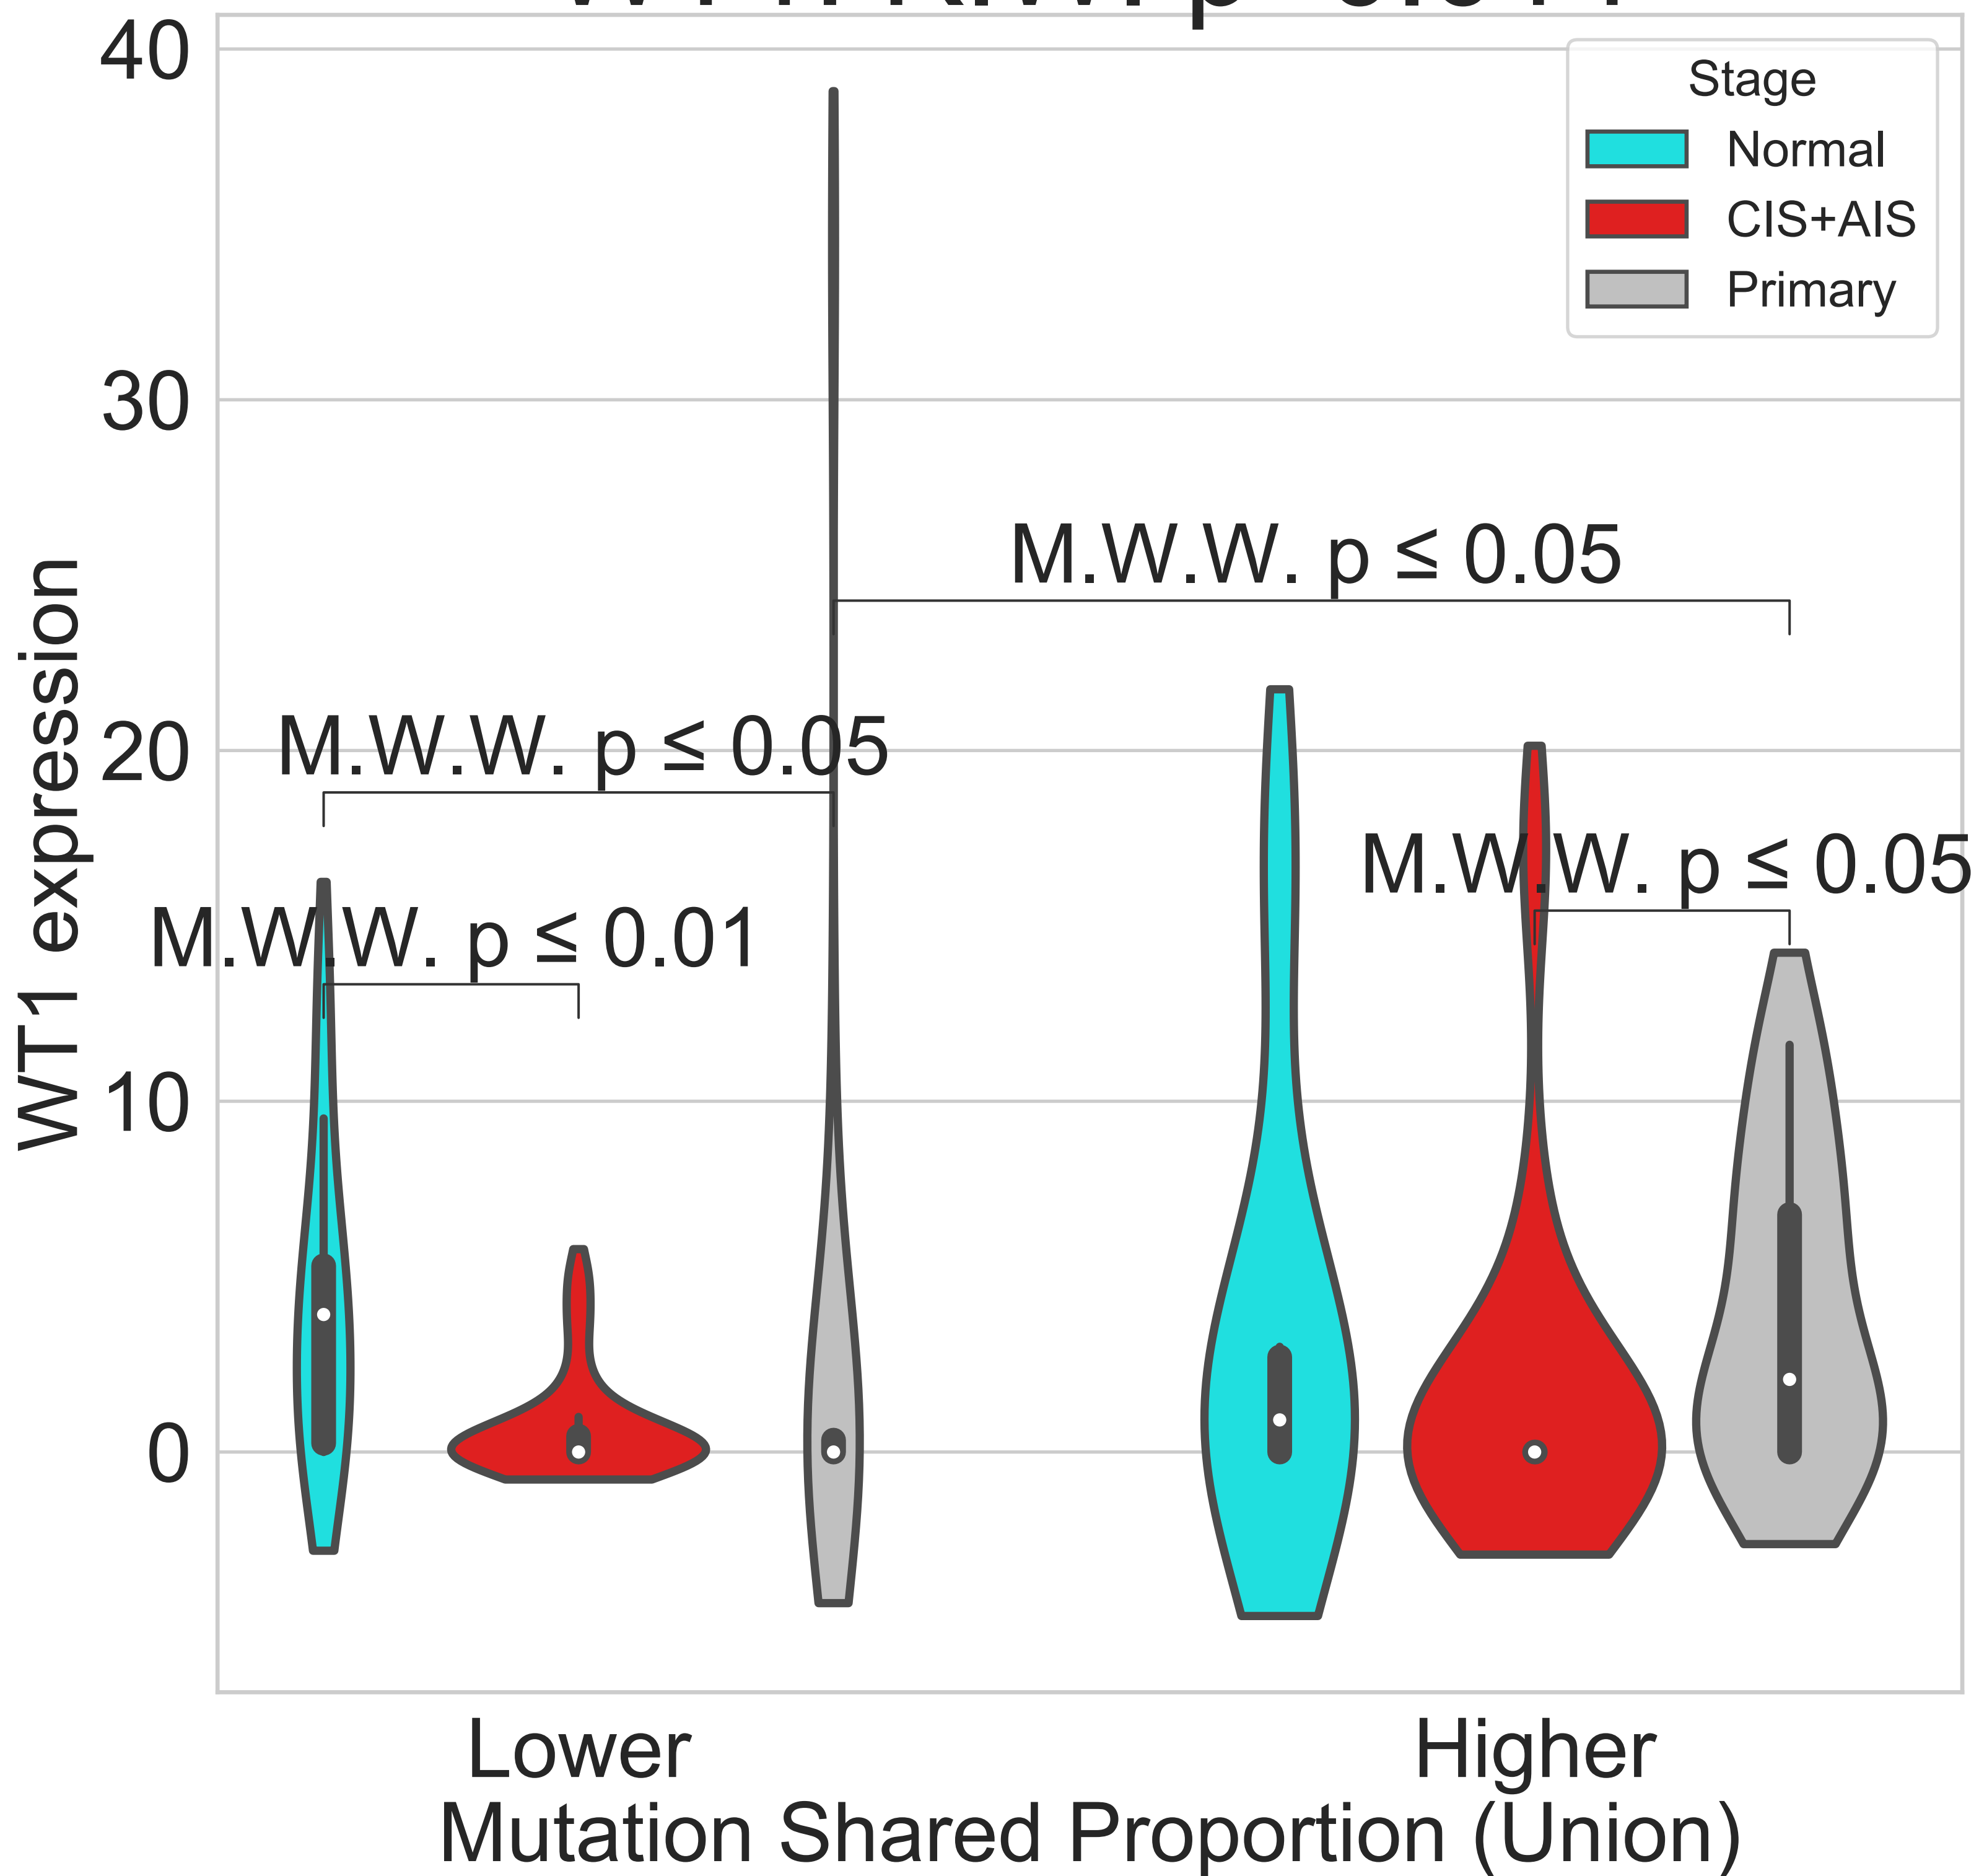 40
Stage
Normal
CIS+AIS
Primary
30
M.W.W. p ≤ 0.05
20
M.W.W. p ≤ 0.05
M.W.W. p ≤ 0.05
M.W.W. p ≤ 0.01
WT1 expression
10
0
Lower
Higher
Mutation Shared Proportion (Union)